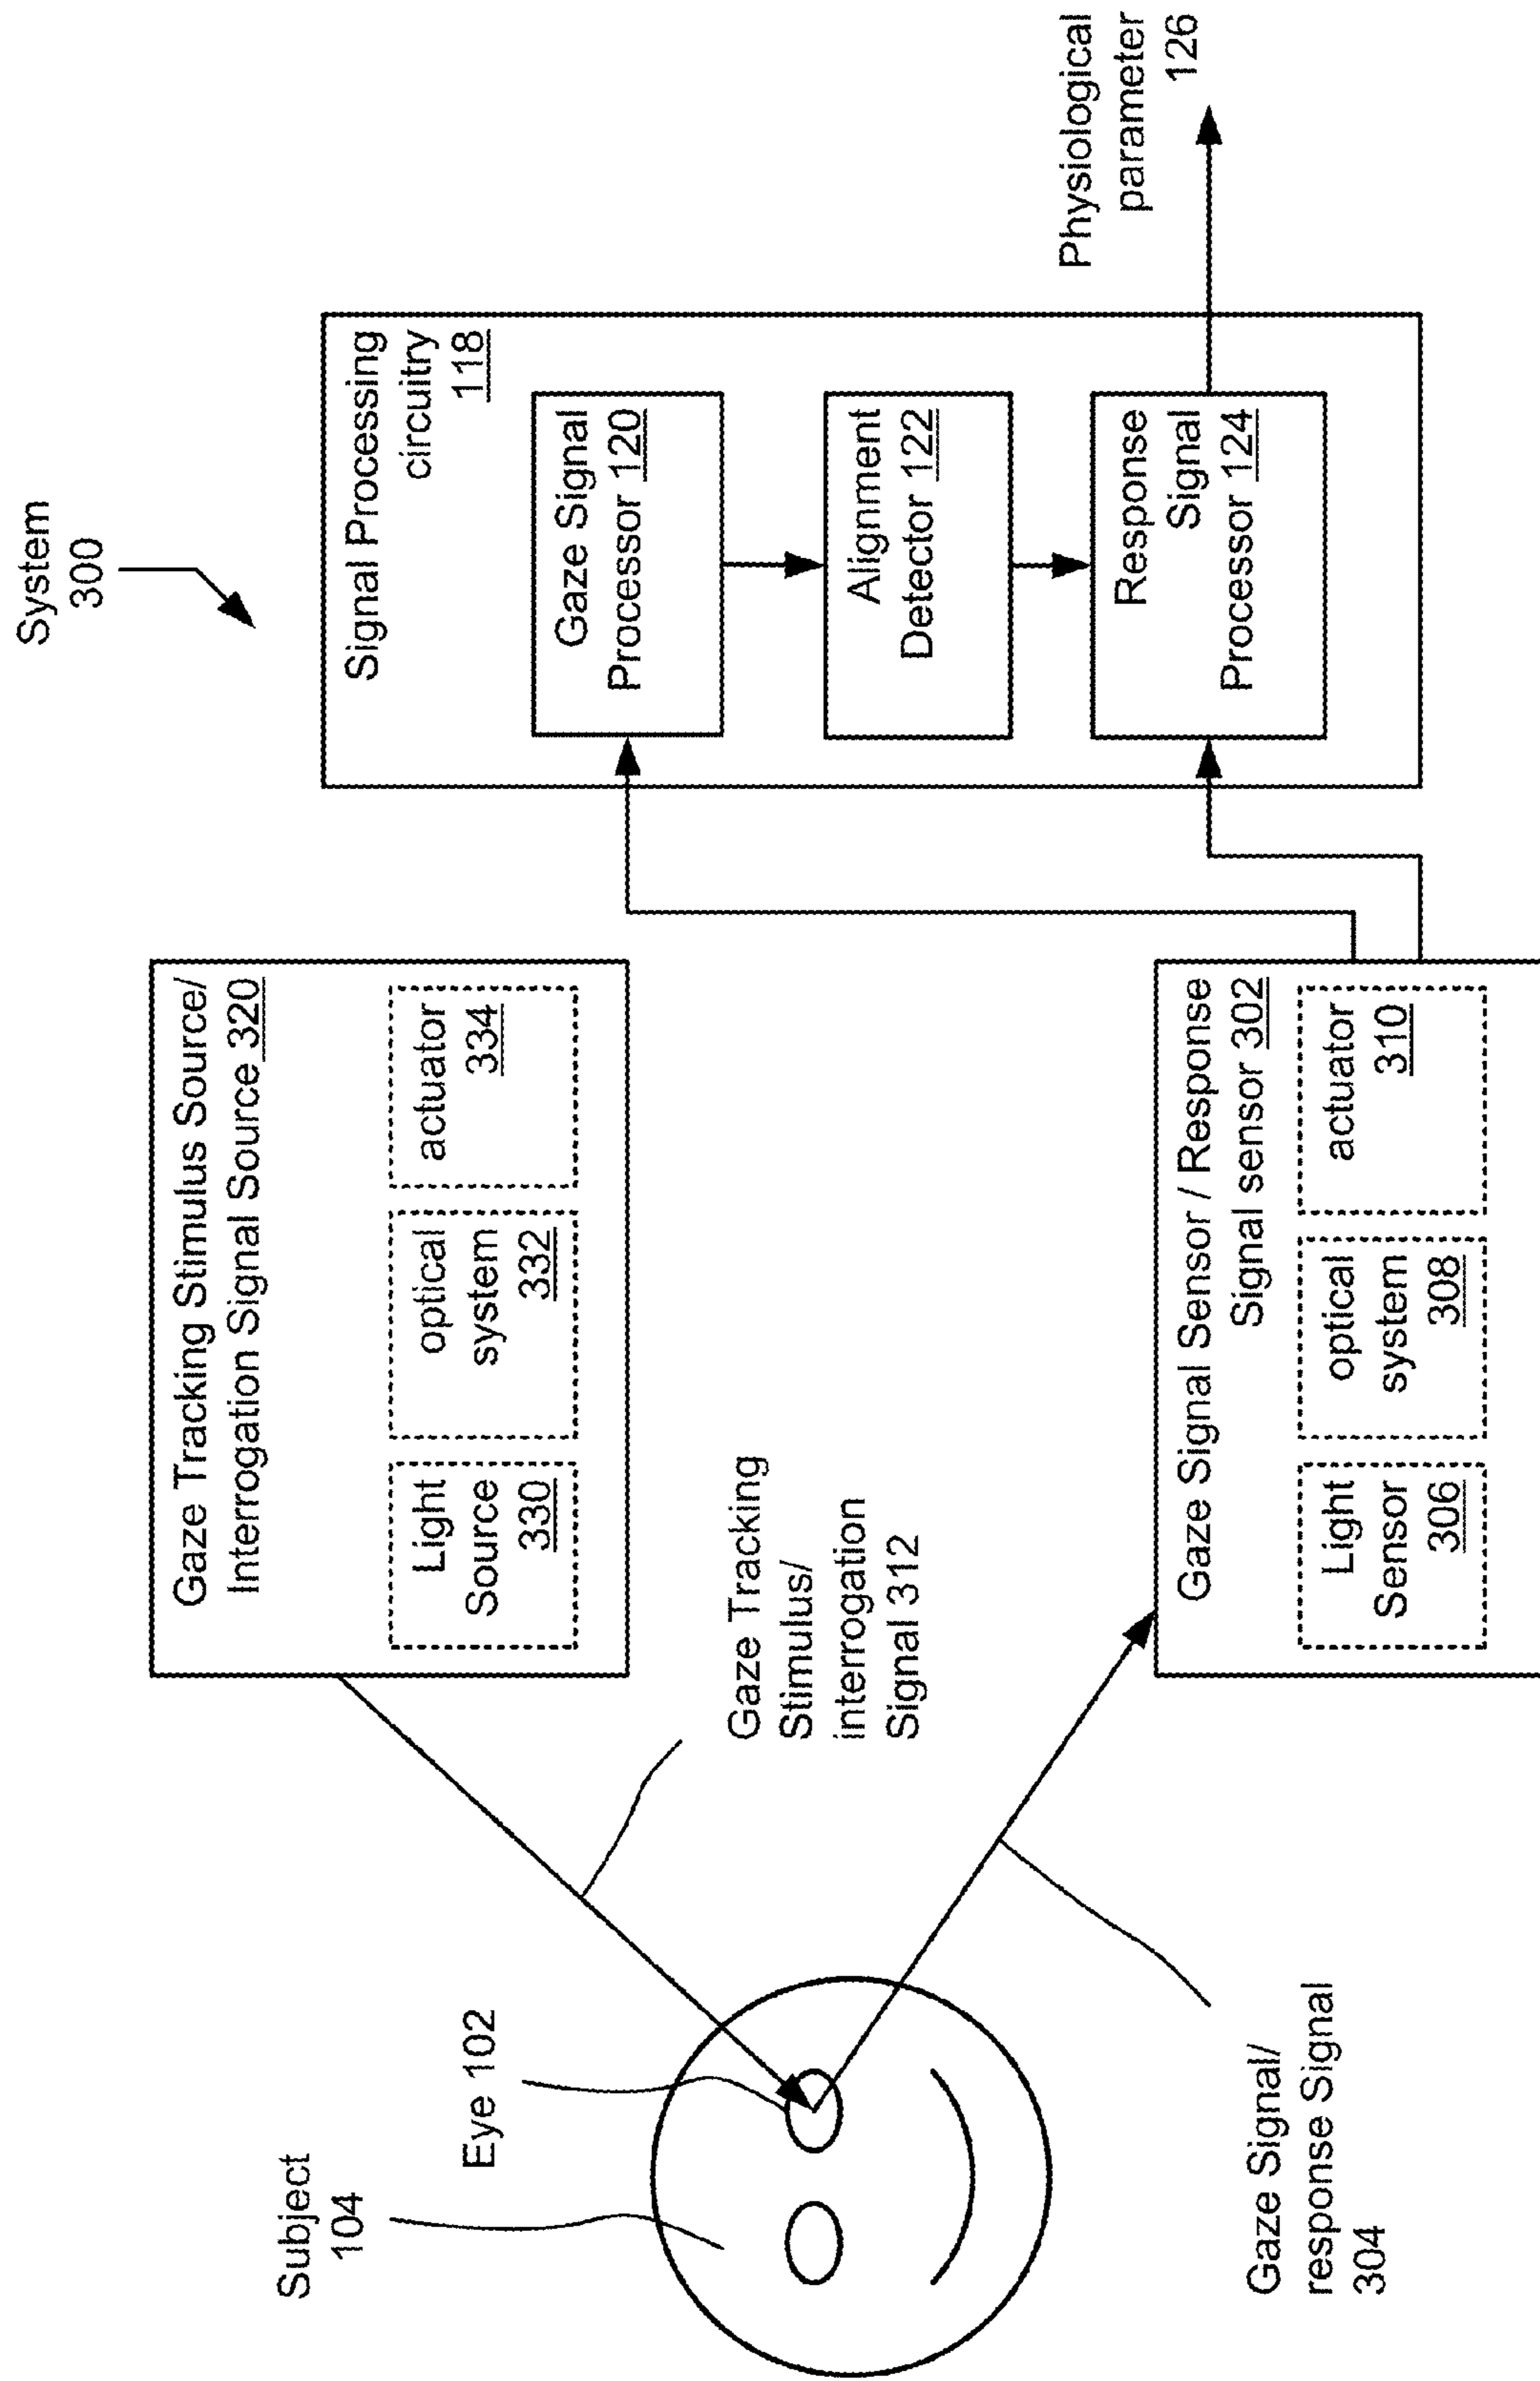 System
300
Subject
104
Eye 102
Gaze Tracking Stimulus Source/
Interrogation Signal Source 320
Light
Source
330
optical
system
332
actuator
334
Signal Processing
circuitry
118
Gaze Signal
Processor 120
Alignment
Detector 122
Response
Signal
Processor 124
Physiological
parameter
126
Gaze Tracking
Stimulus/
interrogation
Signal 312
Gaze Signal/
response Signal
304
Gaze Signal Sensor / Response
Signal sensor 302
Light
Sensor
306
optical
system
308
actuator
310